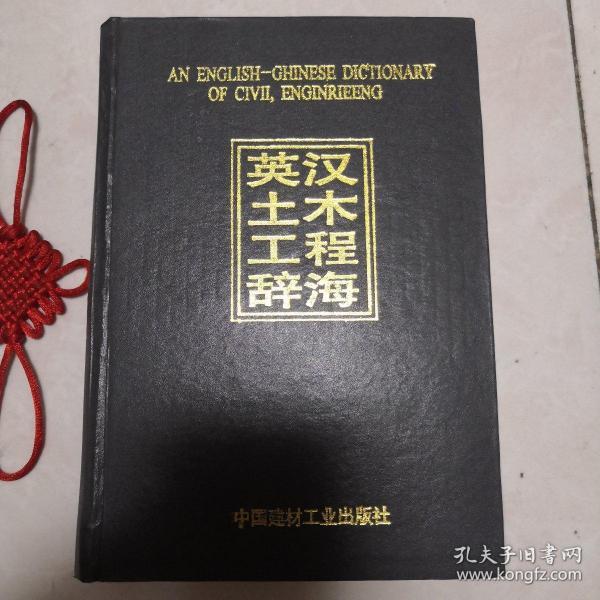 AN ENGLISH-GHINESE DICTIONARY
OF CIVII, ENGINRIEENG
英汉
土木
工程
辞海
中国建材工业出版社
孔夫子旧书网
www.kongfz.com